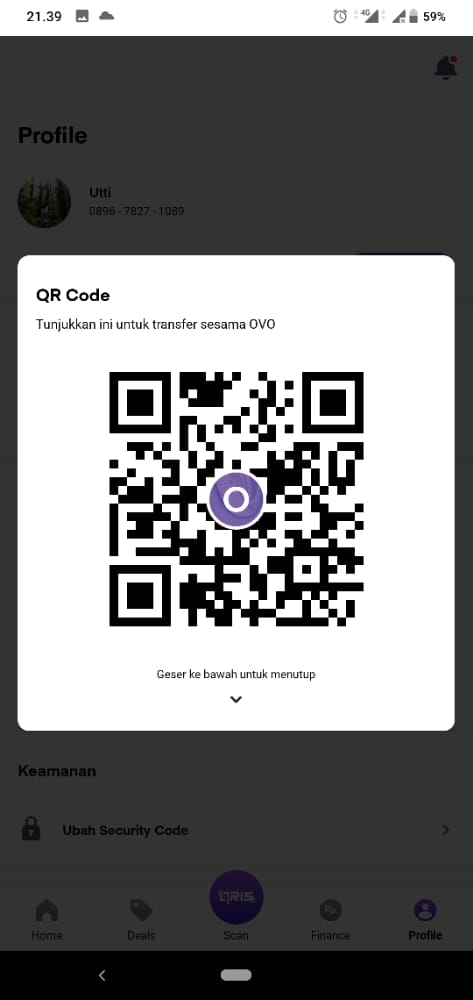 21.39
4G
59%
Profile
Utti
0896 - 7827 - 1089
QR Code
Tunjukkan ini untuk transfer sesama OVO
Geser ke bawah untuk menutup
Keamanan
Ubah Security Code
QRIS
Rp
Home
Deals
Scan
Finance
Profile